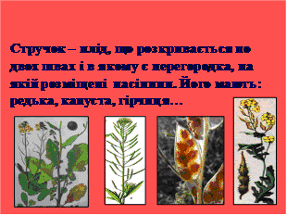 Стручок – плід, що розкривається по
двох швах і в якому є перегородка, на
якій розміщені насінини. Його мають:
редька, капуста, гірчиця…